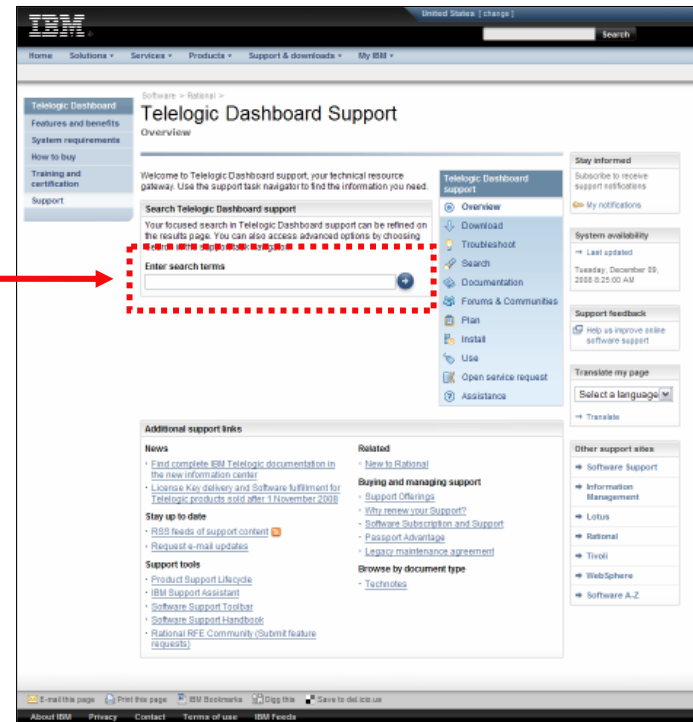 IBM
United States [ change ]
Search
Home Solutions Services Products Support & downloads My IBM
Software > Rational >
Telelogic Dashboard Support
Overview
Telelogic Dashboard
Features and benefits
System requirements
How to buy
Training and
certification
Support
Welcome to Telelogic Dashboard support, your technical resource
gateway. Use the support task navigator to find the information you need.
Search Telelogic Dashboard support
Your focused search in Telelogic Dashboard support can be refined on
the results page. You can also access advanced options by choosing
Search in the support task navigator.
Enter search terms
Telelogic Dashboard
support
Overview
Download
Troubleshoot
Search
Documentation
Forums & Communities
Plan
Install
Use
Open service request
Assistance
Stay informed
Subscribe to receive
support notifications
My notifications
System availability
Last updated
Tuesday, December 09,
2008 8:25:00 AM
Support feedback
Help us improve online
software support
Translate my page
Select a language
Translate
Other support sites
Software Support
Information
Management
Lotus
Rational
Tivoli
WebSphere
Software A-Z
Additional support links
News
· Find complete IBM Telelogic documentation in
the new information center
· License Key delivery and Software fulfillment for
Telelogic products sold after 1 November 2008
Stay up to date
· RSS feeds of support content
· Request e-mail updates
Support tools
· Product Support Lifecycle
· IBM Support Assistant
· Software Support Toolbar
· Software Support Handbook
· Rational RFE Community (Submit feature
requests)
Related
· New to Rational
Buying and managing support
· Support Offerings
· Why renew your Support?
· Software Subscription and Support
· Passport Advantage
· Legacy maintenance agreement
Browse by document type
· Technotes
E-mail this page Print this page IBM Bookmarks Digg this Save to del.icio.us
About IBM Privacy Contact Terms of use IBM Feeds